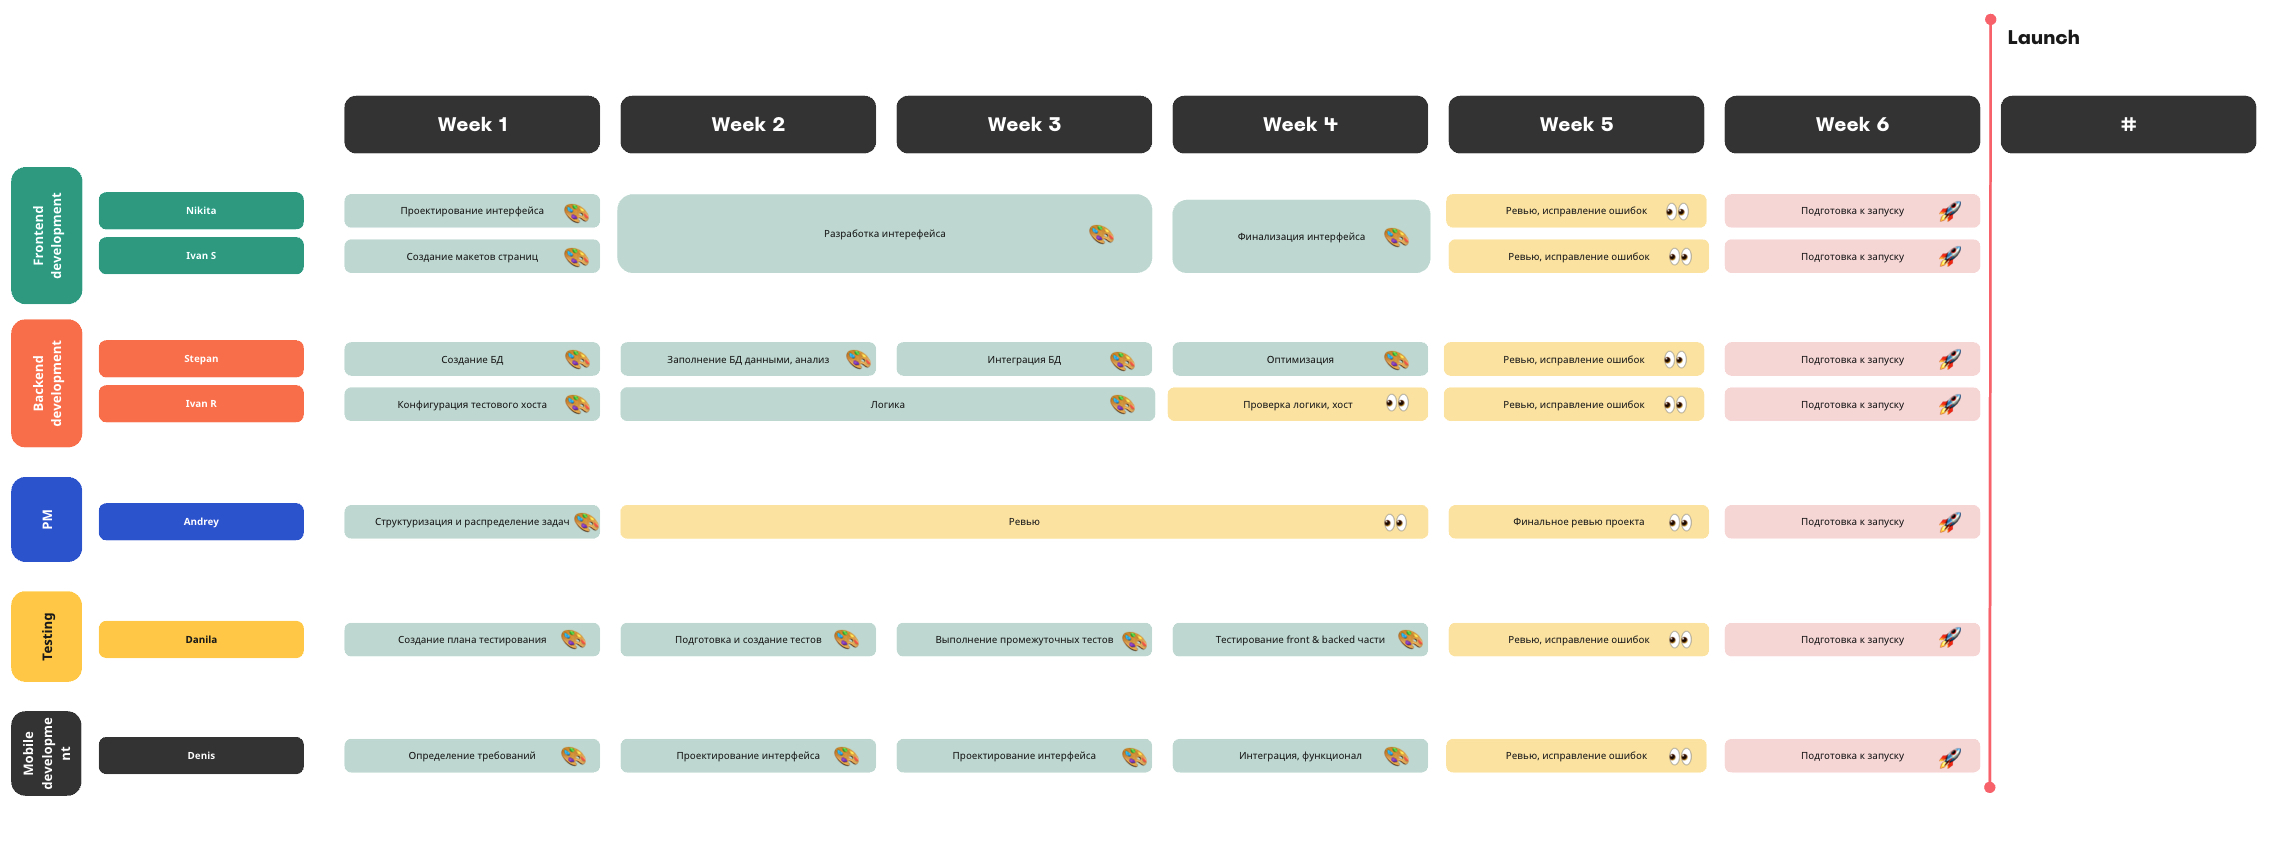 Launch
Week 1
Week 2
Week 3
Week 4
Week 5
Week 6
#
Frontend
development
Nikita
Проектирование интерфейса
Разработка интерефейса
Финализация интерфейса
Ревью, исправление ошибок
Подготовка к запуску
Ivan S
Создание макетов страниц
Ревью, исправление ошибок
Подготовка к запуску
Backend
development
Stepan
Создание БД
Заполнение БД данными, анализ
Интеграция БД
Оптимизация
Ревью, исправление ошибок
Подготовка к запуску
Ivan R
Конфигурация тестового хоста
Логика
Проверка логики, хост
Ревью, исправление ошибок
Подготовка к запуску
PM
Andrey
Структуризация и распределение задач
Ревью
Финальное ревью проекта
Подготовка к запуску
Testing
Danila
Создание плана тестирования
Подготовка и создание тестов
Выполнение промежуточных тестов
Тестирование front & backed части
Ревью, исправление ошибок
Подготовка к запуску
Mobile
developme
nt
Denis
Определение требований
Проектирование интерфейса
Проектирование интерфейса
Интеграция, функционал
Ревью, исправление ошибок
Подготовка к запуску